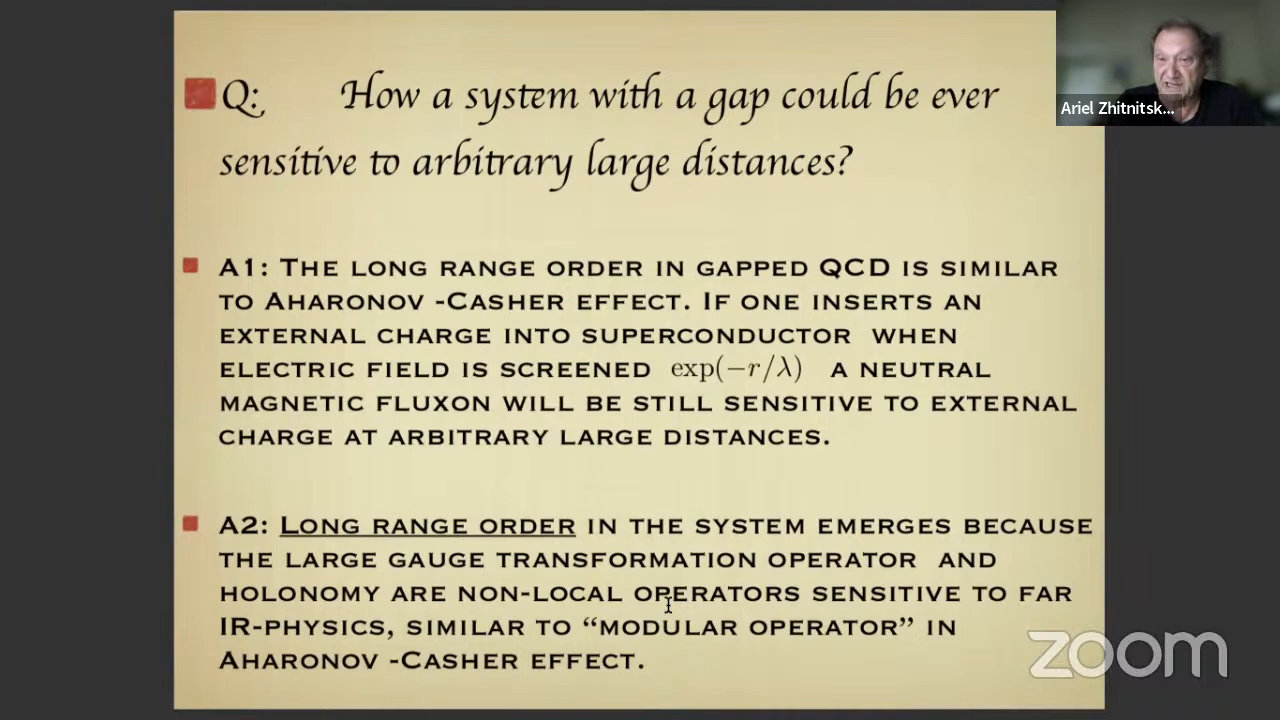 Q: How a system with a gap could be ever
sensitive to arbitrary large distances?
Ariel Zhitnitsk...
A1: THE LONG RANGE ORDER IN GAPPED QCD IS SIMILAR
TO AHARONOV -CASHER EFFECT. IF ONE INSERTS AN
EXTERNAL CHARGE INTO SUPERCONDUCTOR WHEN
ELECTRIC FIELD IS SCREENED exp(−r/λ) A NEUTRAL
MAGNETIC FLUXON WILL BE STILL SENSITIVE TO EXTERNAL
CHARGE AT ARBITRARY LARGE DISTANCES.
A2: LONG RANGE ORDER IN THE SYSTEM EMERGES BECAUSE
THE LARGE GAUGE TRANSFORMATION OPERATOR AND
HOLONOMY ARE NON-LOCAL OPERATORS SENSITIVE TO FAR
IR-PHYSICS, SIMILAR TO “MODULAR OPERATOR” IN
AHARONOV -CASHER EFFECT.
zoom